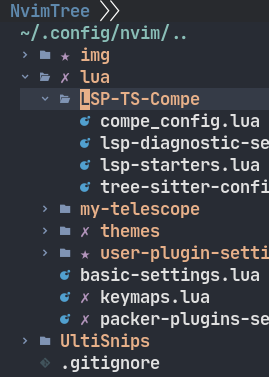 NvimTree
~/.config/nvim/..
img
lua
LSP-TS-Compe
compe_config.lua
lsp-diagnostic-se
lsp-starters.lua
tree-sitter-confi
my-telescope
themes
user-plugin-setti
basic-settings.lua
keymaps.lua
packer-plugins-se
UltiSnips
.gitignore